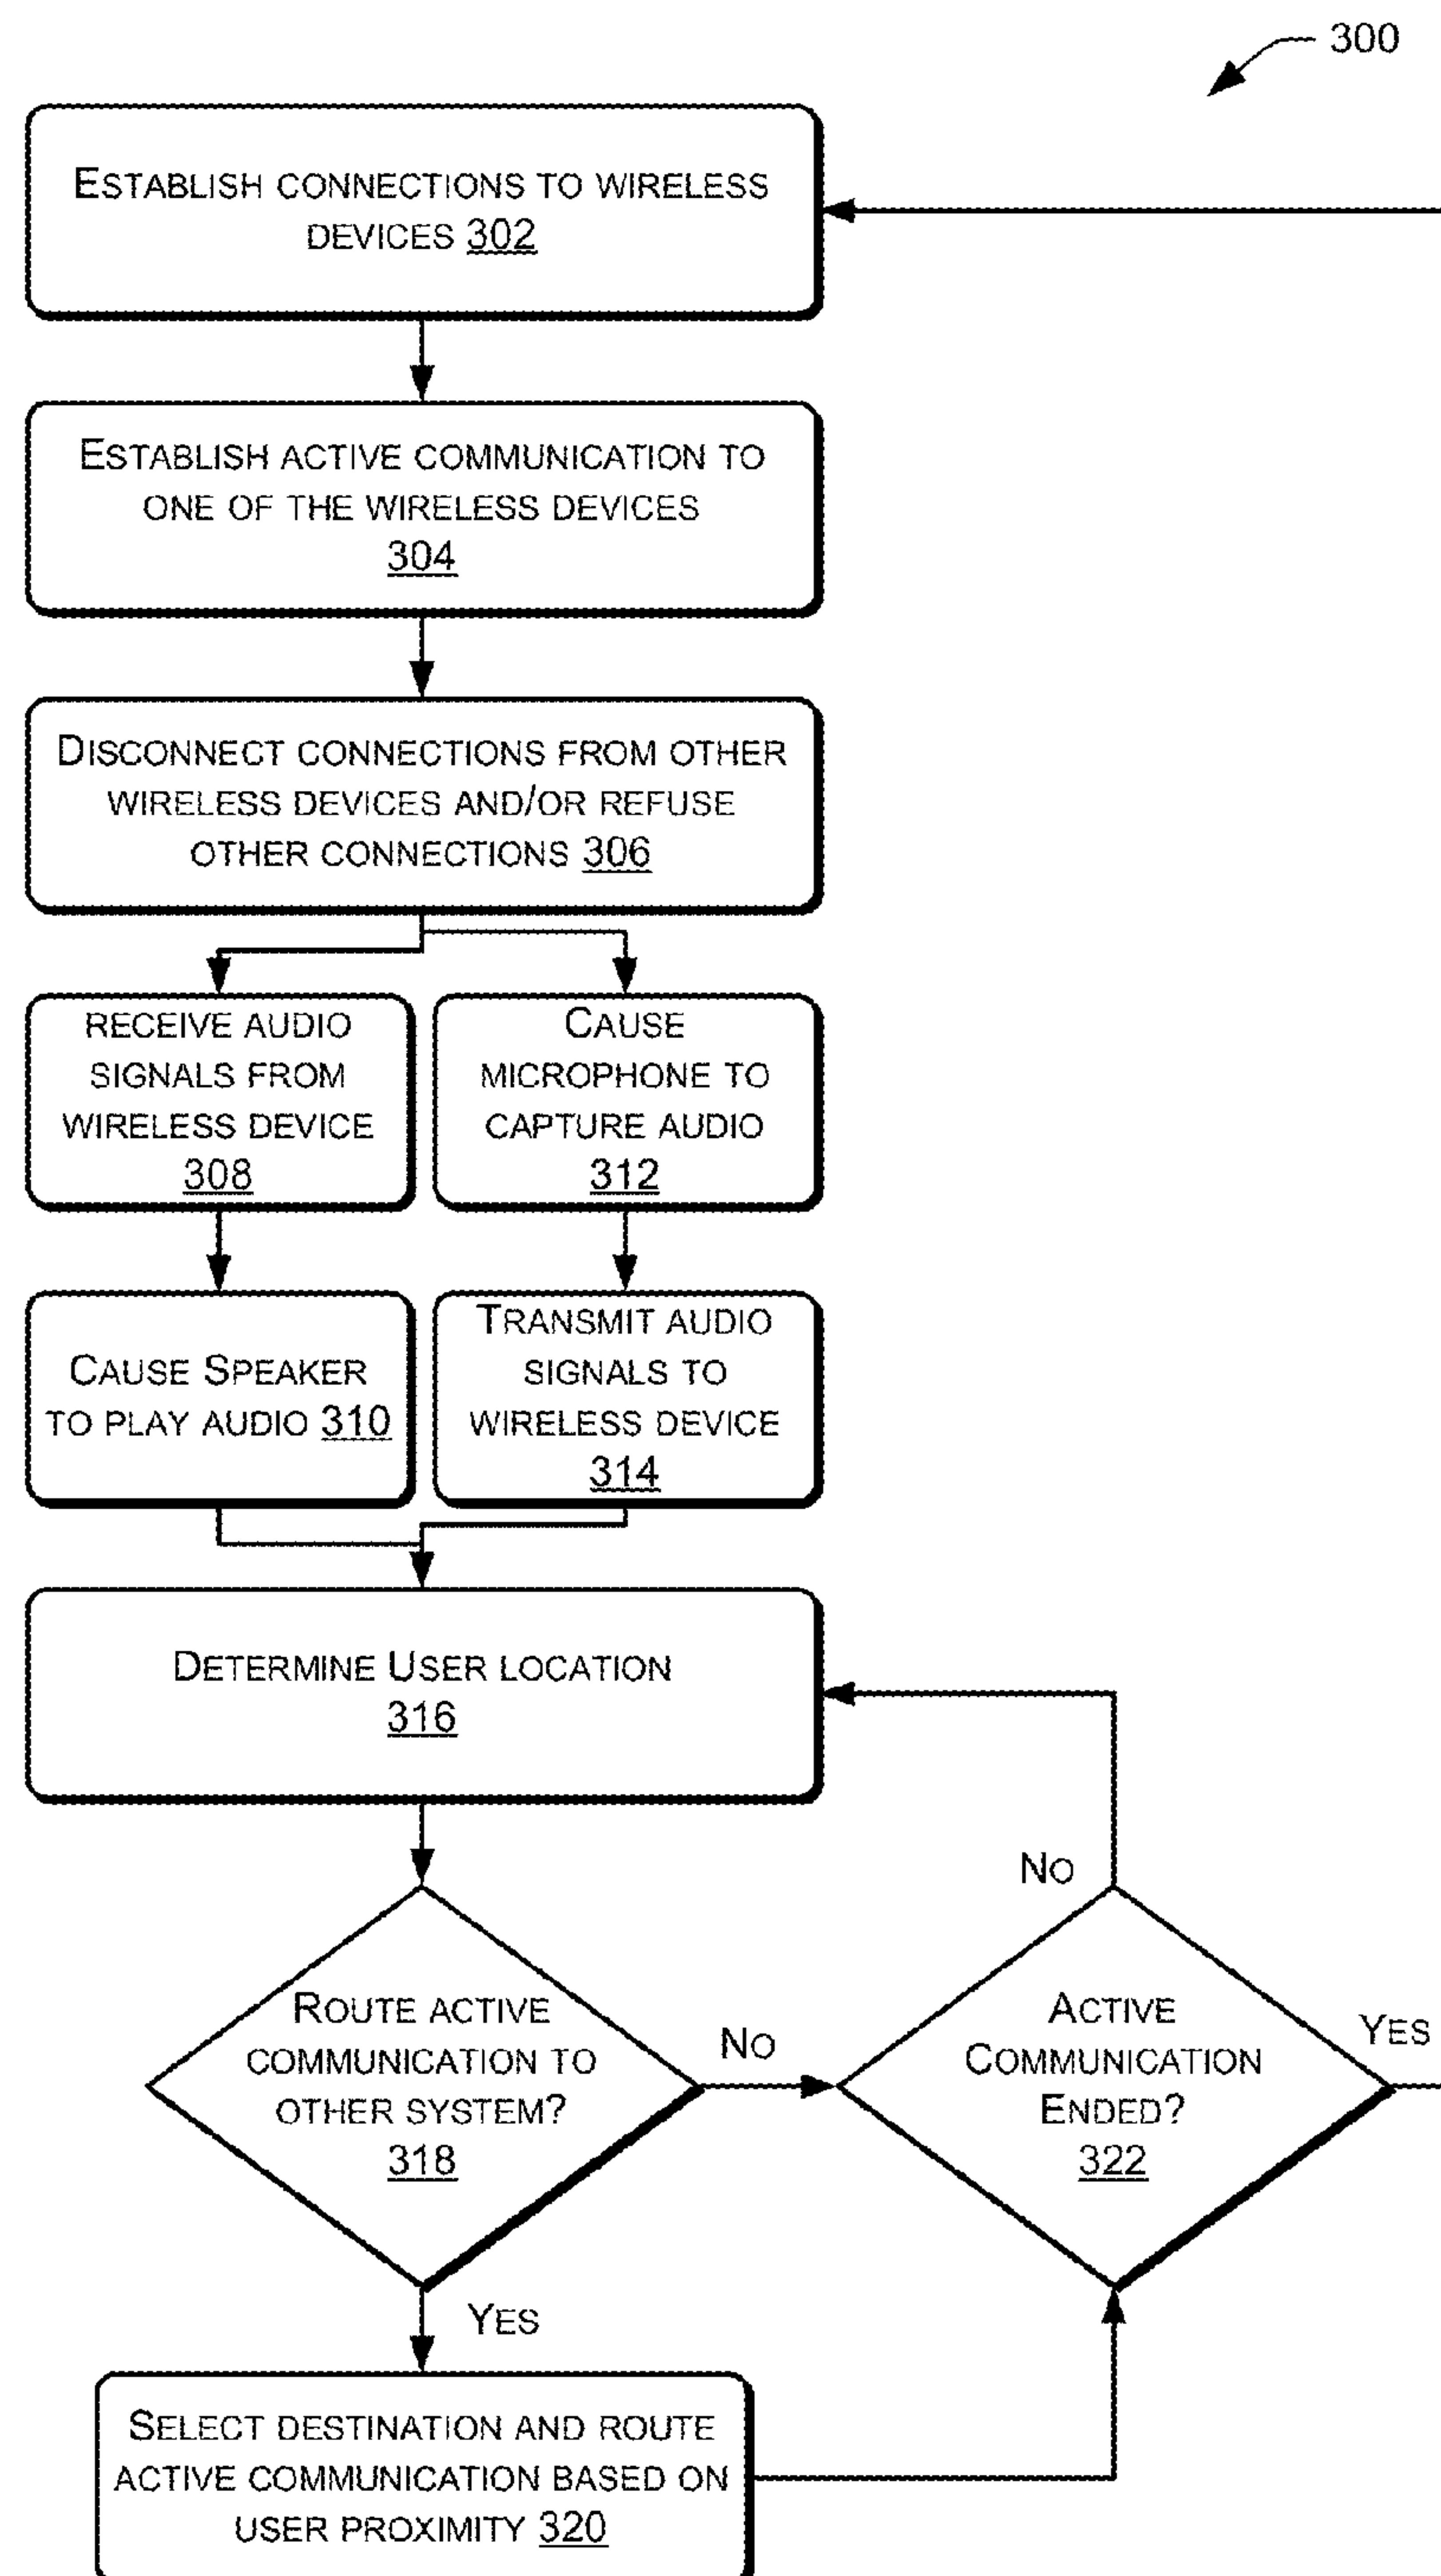 300
ESTABLISH CONNECTIONS TO WIRELESS
DEVICES 302
ESTABLISH ACTIVE COMMUNICATION TO
ONE OF THE WIRELESS DEVICES
304
DISCONNECT CONNECTIONS FROM OTHER
WIRELESS DEVICES AND/OR REFUSE
OTHER CONNECTIONS 306
RECEIVE AUDIO
SIGNALS FROM
WIRELESS DEVICE
308
CAUSE
MICROPHONE TO
CAPTURE AUDIO
312
CAUSE SPEAKER
TO PLAY AUDIO 310
TRANSMIT AUDIO
SIGNALS TO
WIRELESS DEVICE
314
DETERMINE USER LOCATION
316
ROUTE ACTIVE
COMMUNICATION TO
OTHER SYSTEM?
318
NO
ACTIVE
COMMUNICATION
ENDED?
322
NO
YES
YES
SELECT DESTINATION AND ROUTE
ACTIVE COMMUNICATION BASED ON
USER PROXIMITY 320